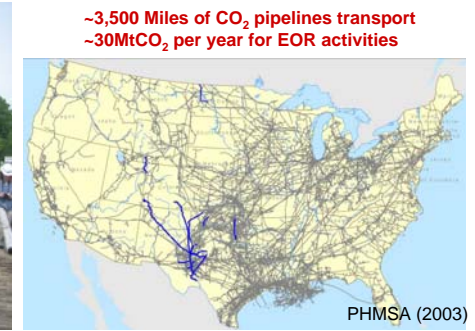 ~3,500 Miles of CO₂ pipelines transport
~30MtCO₂ per year for EOR activities
PHMSA (2003)